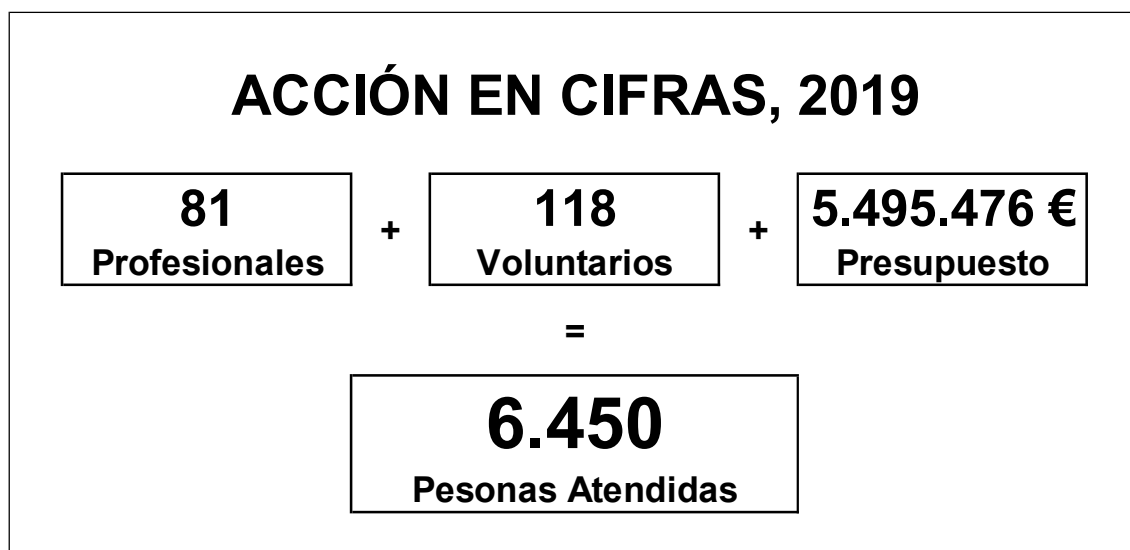 ACCIÓN EN CIFRAS, 2019
81
Profesionales
+
118
Voluntarios
+
5.495.476 €
Presupuesto
=
6.450
Pesonas Atendidas